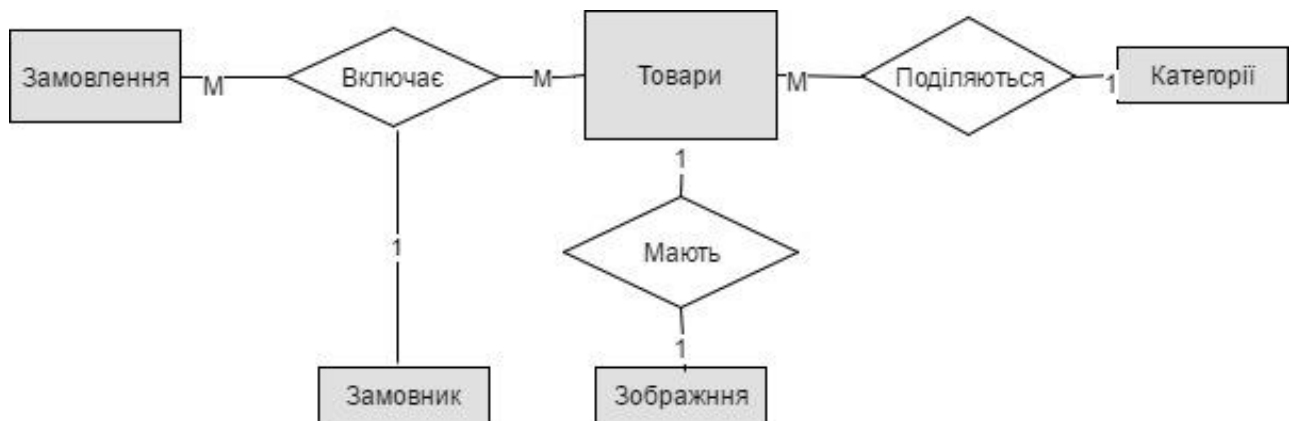 Замовлення
М
Включає
М
Товари
М
Поділяються
1
Категорії
1
1
Мають
1
Замовник
Зображння